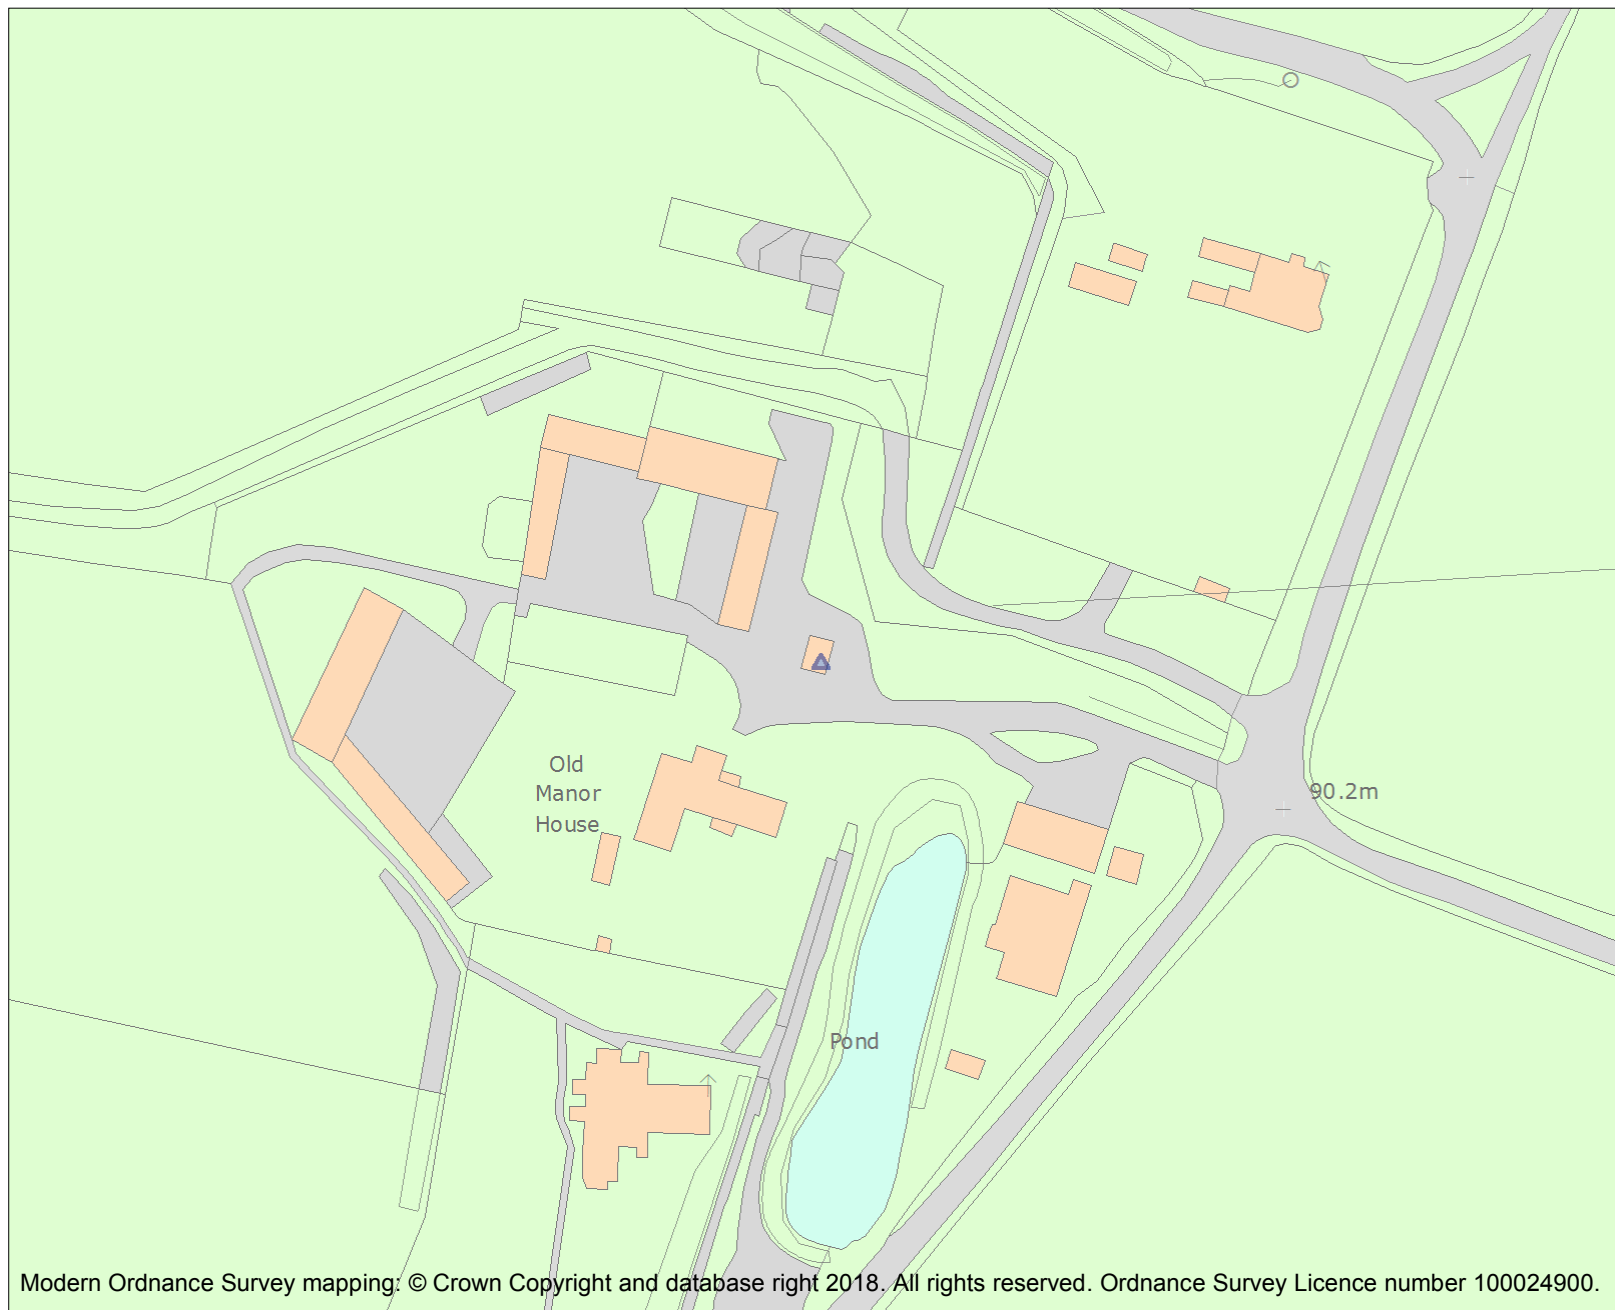 Old
Manor
House
90.2m
Pond
Modern Ordnance Survey mapping: © Crown Copyright and database right 2018. All rights reserved. Ordnance Survey Licence number 100024900.